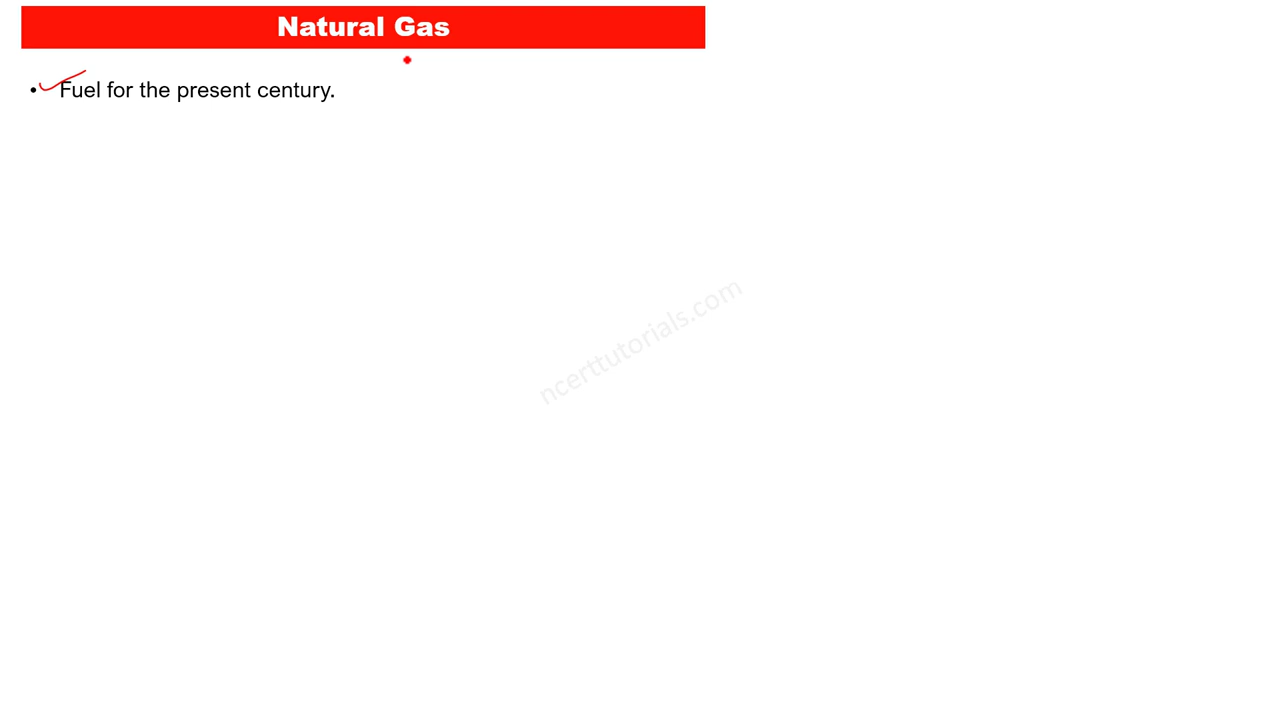 Natural Gas
• Fuel for the present century.
ncerttutorials.com